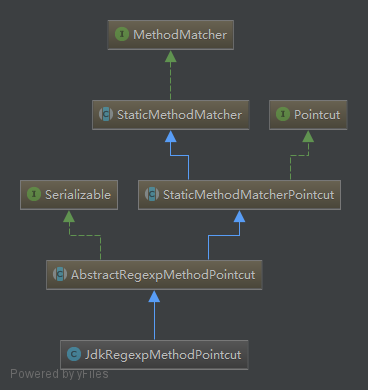 I MethodMatcher
C StaticMethodMatcher
I Pointcut
I Serializable
C StaticMethodMatcherPointcut
C AbstractRegexpMethodPointcut
C JdkRegexpMethodPointcut
Powered by yFiles